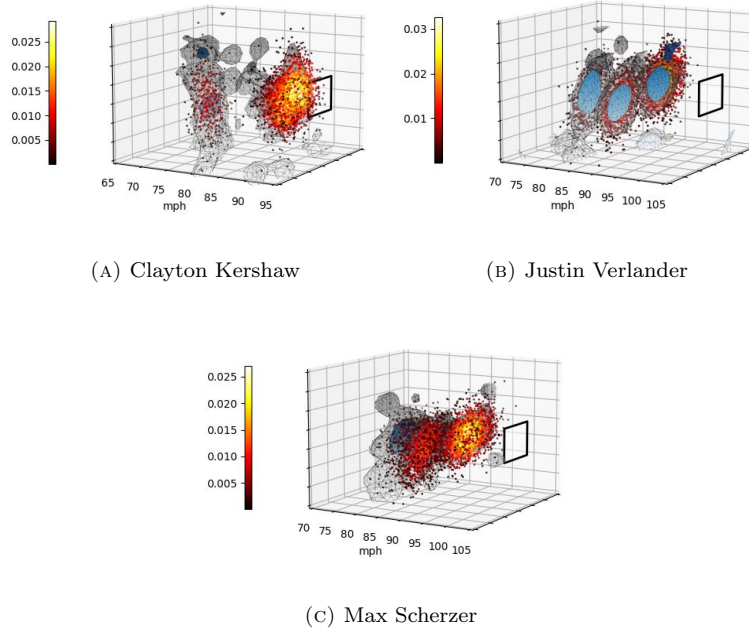 0.025
0.020
0.015
0.010
0.005
65 70 75 80 85 90 95
mph
(A) Clayton Kershaw
0.03
0.02
0.01
70 75 80 85 90 95 100 105
mph
(B) Justin Verlander
0.025
0.020
0.015
0.010
0.005
70 75 80 85 90 95 100 105
mph
(C) Max Scherzer